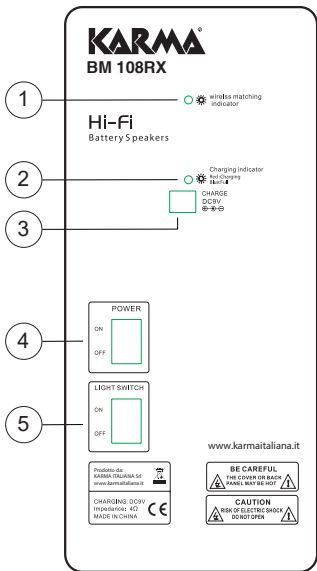 KARMA®
BM 108RX
1
wirelss matching
indicator
Hi-Fi
Battery Speakers
2
Charging indicator
Red:Charging
Blue:Full
3
CHARGE
DC9V
POWER
4
ON
OFF
LIGHT SWITCH
5
ON
OFF
www.karmaitaliana.it
Prodotto da:
KARMA ITALIANA Srl
www.karmaitaliana.it
CHARGING: DC9V
Impedance: 4Ω
MADE IN CHINA
CE
BE CAREFUL
THE COVER OR BACK
PANEL MAY BE HOT
CAUTION
RISK OF ELECTRIC SHOCK
DO NOT OPEN